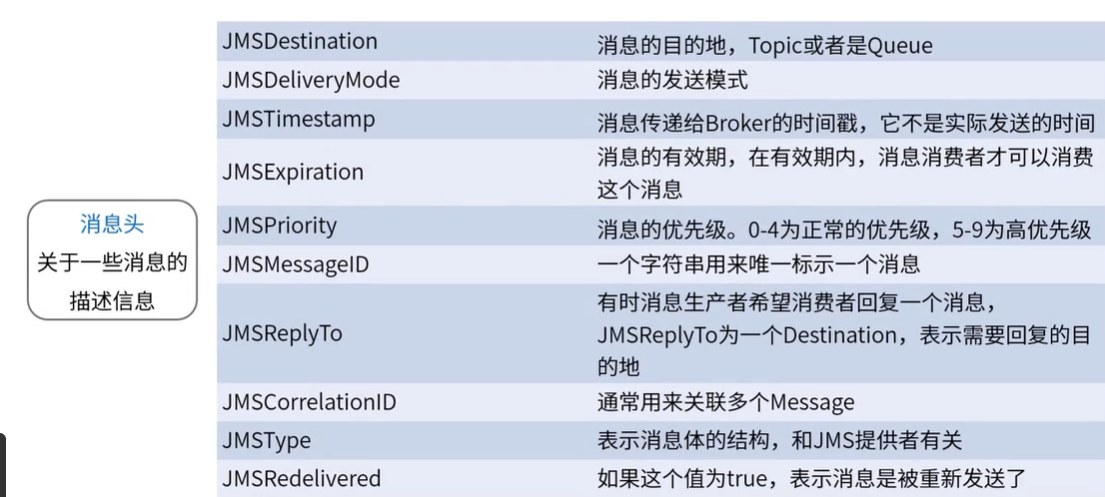 消息头
关于一些消息的
描述信息
JMSDestination 消息的目的地，Topic或者是Queue
JMSDeliveryMode 消息的发送模式
JMSTimestamp 消息传递给Broker的时间戳，它不是实际发送的时间
JMSExpiration 消息的有效期，在有效期内，消息消费者才可以消费
这个消息
JMSPriority 消息的优先级。0-4为正常的优先级，5-9为高优先级
JMSMessageID 一个字符串用来唯一标示一个消息
JMSReplyTo 有时消息生产者希望消费者回复一个消息，
JMSReplyTo为一个Destination，表示需要回复的目
的地
JMSCorrelationID 通常用来关联多个Message
JMSType 表示消息体的结构，和JMS提供者有关
JMSRedelivered 如果这个值为true，表示消息是被重新发送了